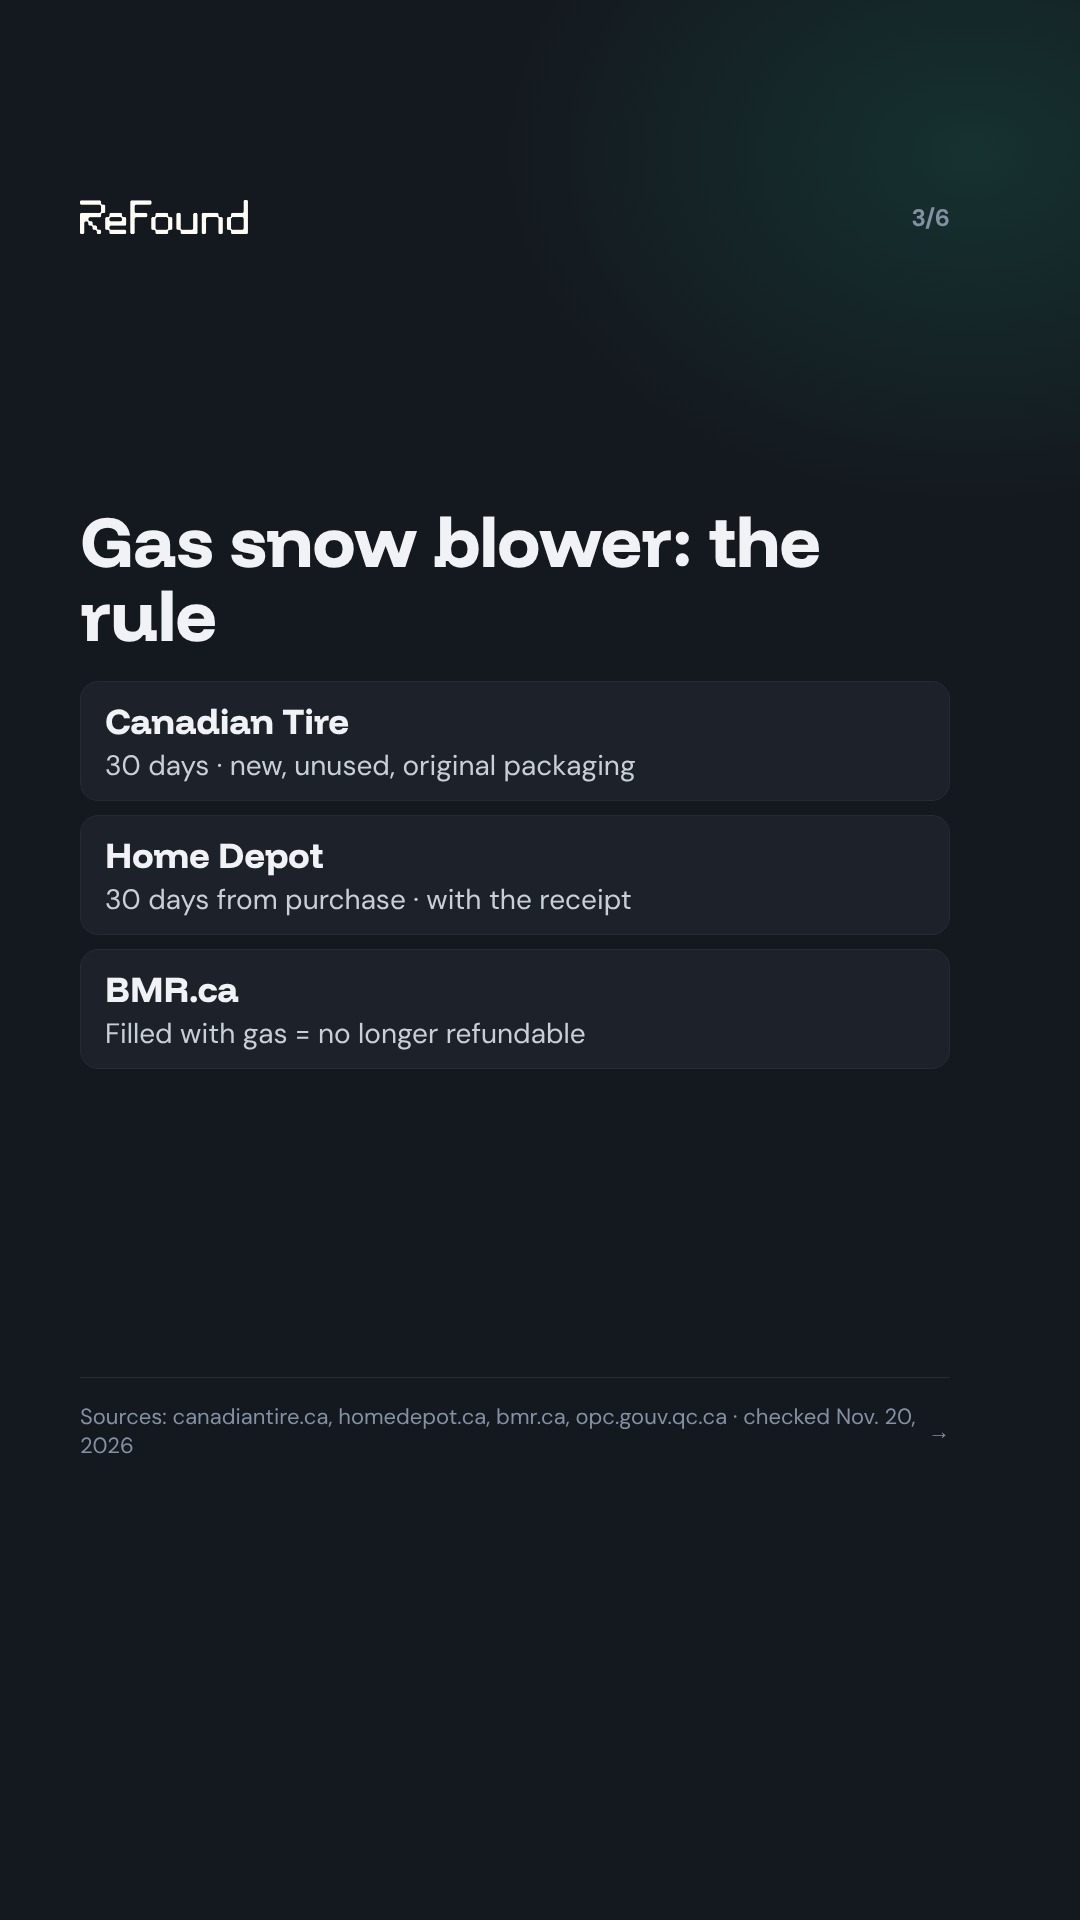 ReFound
3/6
Gas snow blower: the
rule
Canadian Tire
30 days · new, unused, original packaging
Home Depot
30 days from purchase · with the receipt
BMR.ca
Filled with gas = no longer refundable
Sources: canadiantire.ca, homedepot.ca, bmr.ca, opc.gouv.qc.ca · checked Nov. 20,
2026
→